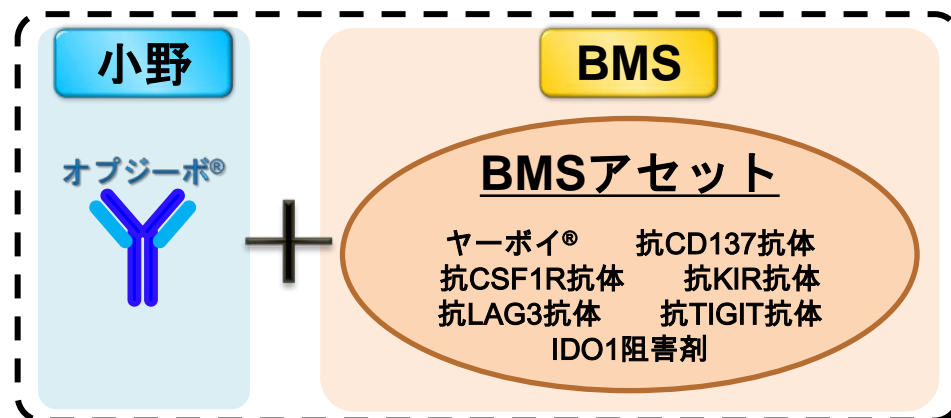 小野
オプジーボ®
BMS
BMSアセット
ヤーボイ® 抗CD137抗体
抗CSF1R抗体 抗KIR抗体
抗LAG3抗体 抗TIGIT抗体
IDO1阻害剤